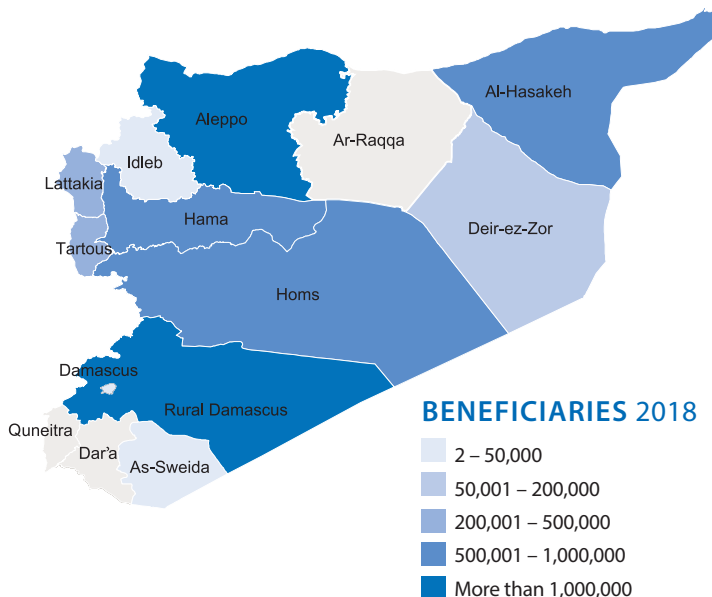 Al-Hasakeh
Aleppo
Ar-Raqqa
Idleb
Lattakia
Hama
Deir-ez-Zor
Tartous
Homs
Damascus
Rural Damascus
Quneitra
Dar'a
As-Sweida
BENEFICIARIES 2018
2 – 50,000
50,001 – 200,000
200,001 – 500,000
500,001 – 1,000,000
More than 1,000,000